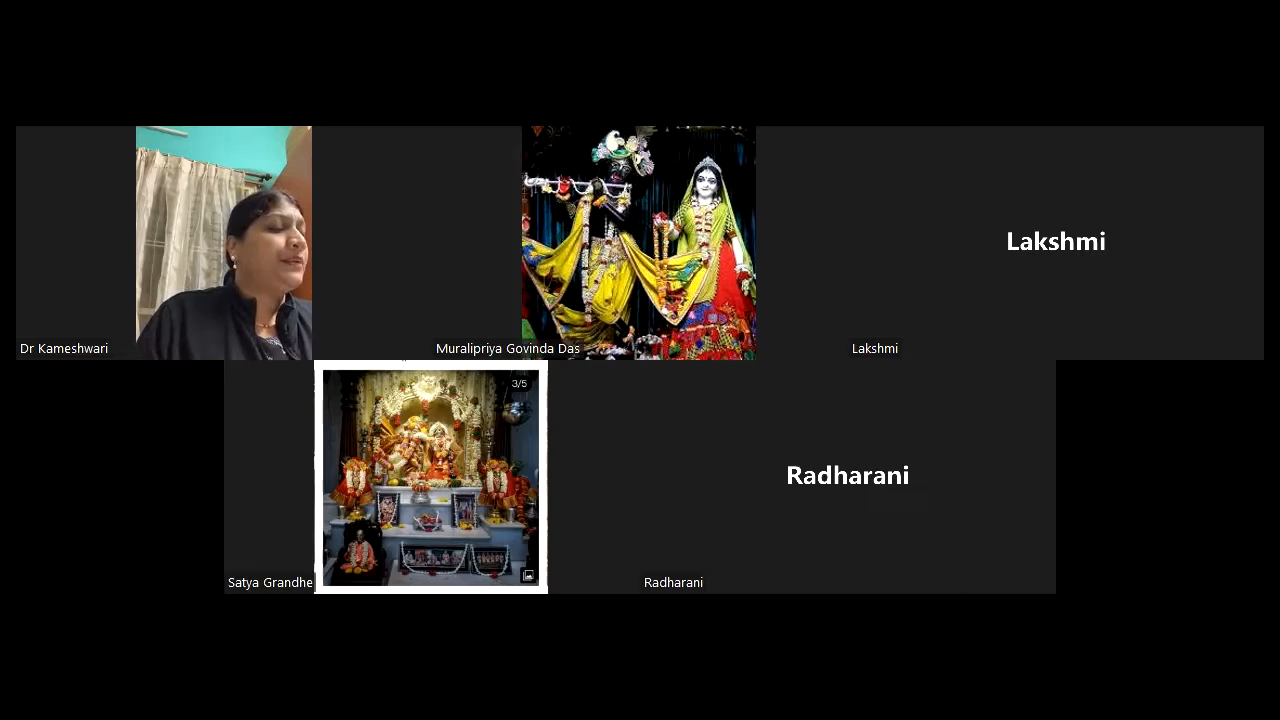 Lakshmi
Dr Kameshwari
Muralipriya Govinda Das
Lakshmi
3/5
Radharani
Satya Grandhe
Radharani